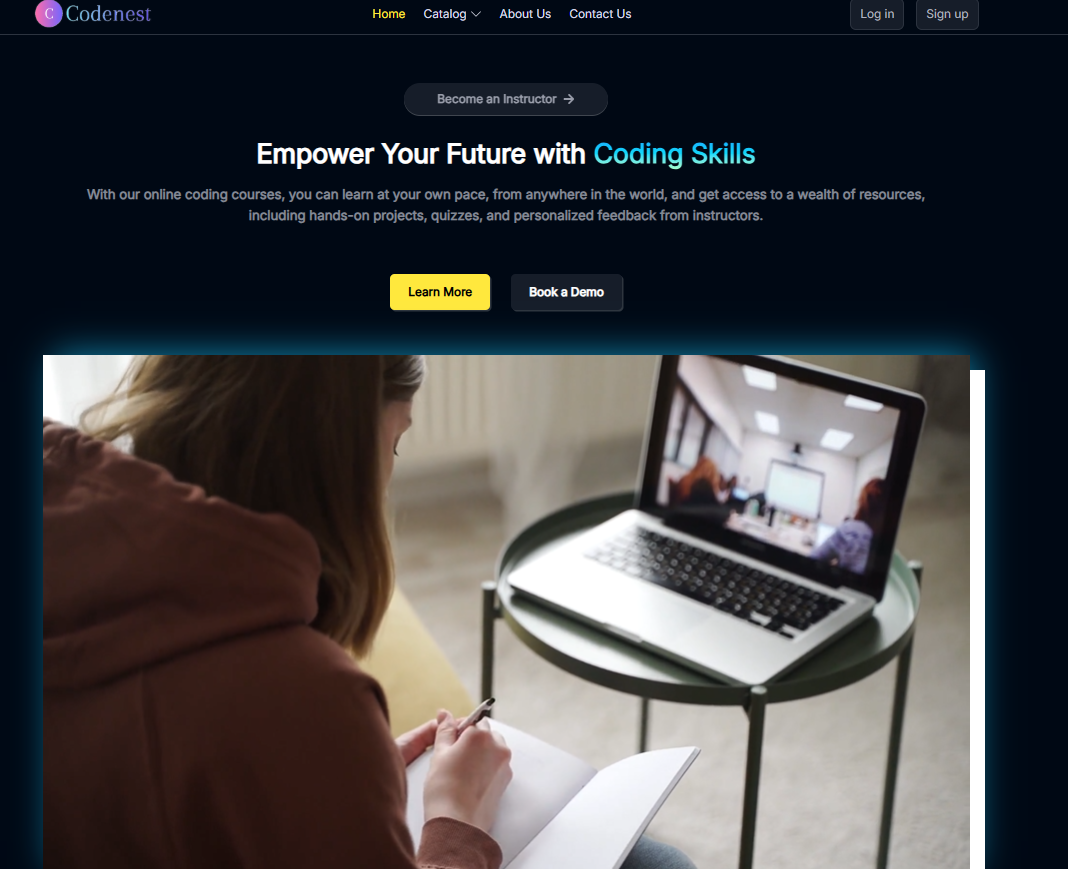 C Codenest
Home Catalog About Us Contact Us
Log in Sign up
Become an Instructor →
Empower Your Future with Coding Skills
With our online coding courses, you can learn at your own pace, from anywhere in the world, and get access to a wealth of resources,
including hands-on projects, quizzes, and personalized feedback from instructors.
Learn More
Book a Demo